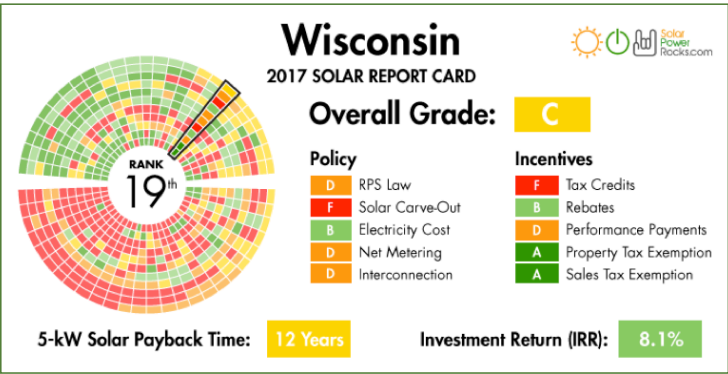 Wisconsin
2017 SOLAR REPORT CARD
Solar
Power
Rocks.com
Overall Grade: C
RANK
19th
Policy
D RPS Law
F Solar Carve-Out
B Electricity Cost
D Net Metering
D Interconnection
Incentives
F Tax Credits
B Rebates
D Performance Payments
A Property Tax Exemption
A Sales Tax Exemption
5-kW Solar Payback Time: 12 Years
Investment Return (IRR): 8.1%